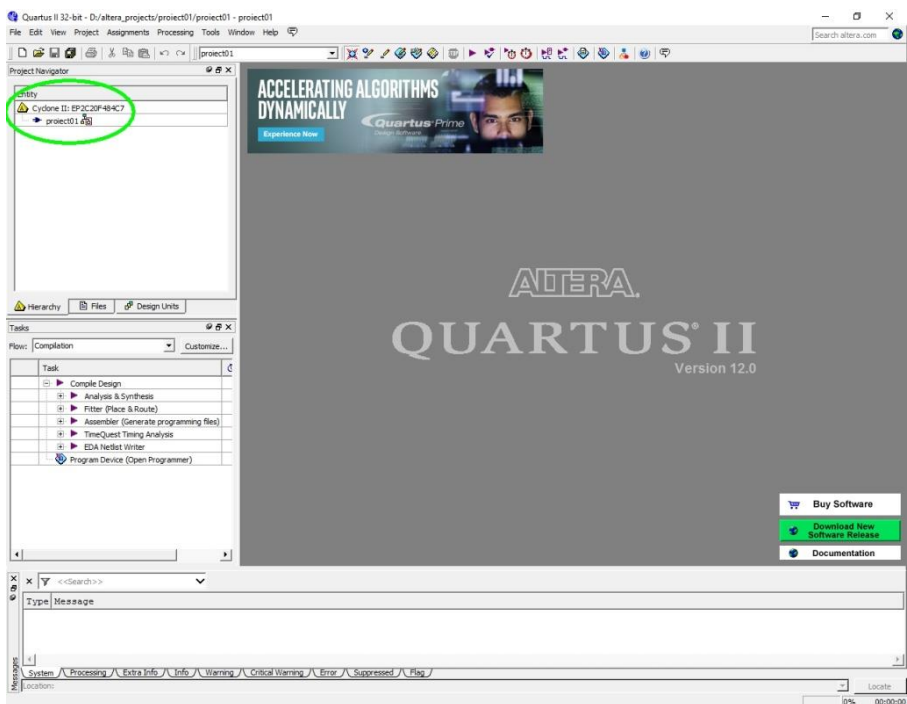 Quartus II 32-bit - D:/altera_projects/proiect01/proiect01 - proiect01
File Edit View Project Assignments Processing Tools Window Help
Search altera.com
proiect01
Project Navigator
Entity
Cyclone II: EP2C20F484C7
proiect01
Hierarchy Files Design Units
ACCELERATING ALGORITHMS
DYNAMICALLY
Quartus Prime
Design Software
Experience Now
Tasks
Flow: Compilation Customize...
Task
Compile Design
Analysis & Synthesis
Fitter (Place & Route)
Assembler (Generate programming files)
TimeQuest Timing Analysis
EDA Netlist Writer
Program Device (Open Programmer)
ALTERA.
QUARTUS® II
Version 12.0
Buy Software
Download New
Software Release
Documentation
<<Search>>
Type Message
System Processing Extra Info Info Warning Critical Warning Error Suppressed Flag
Messages
Location: Locate
0% 00:00:00